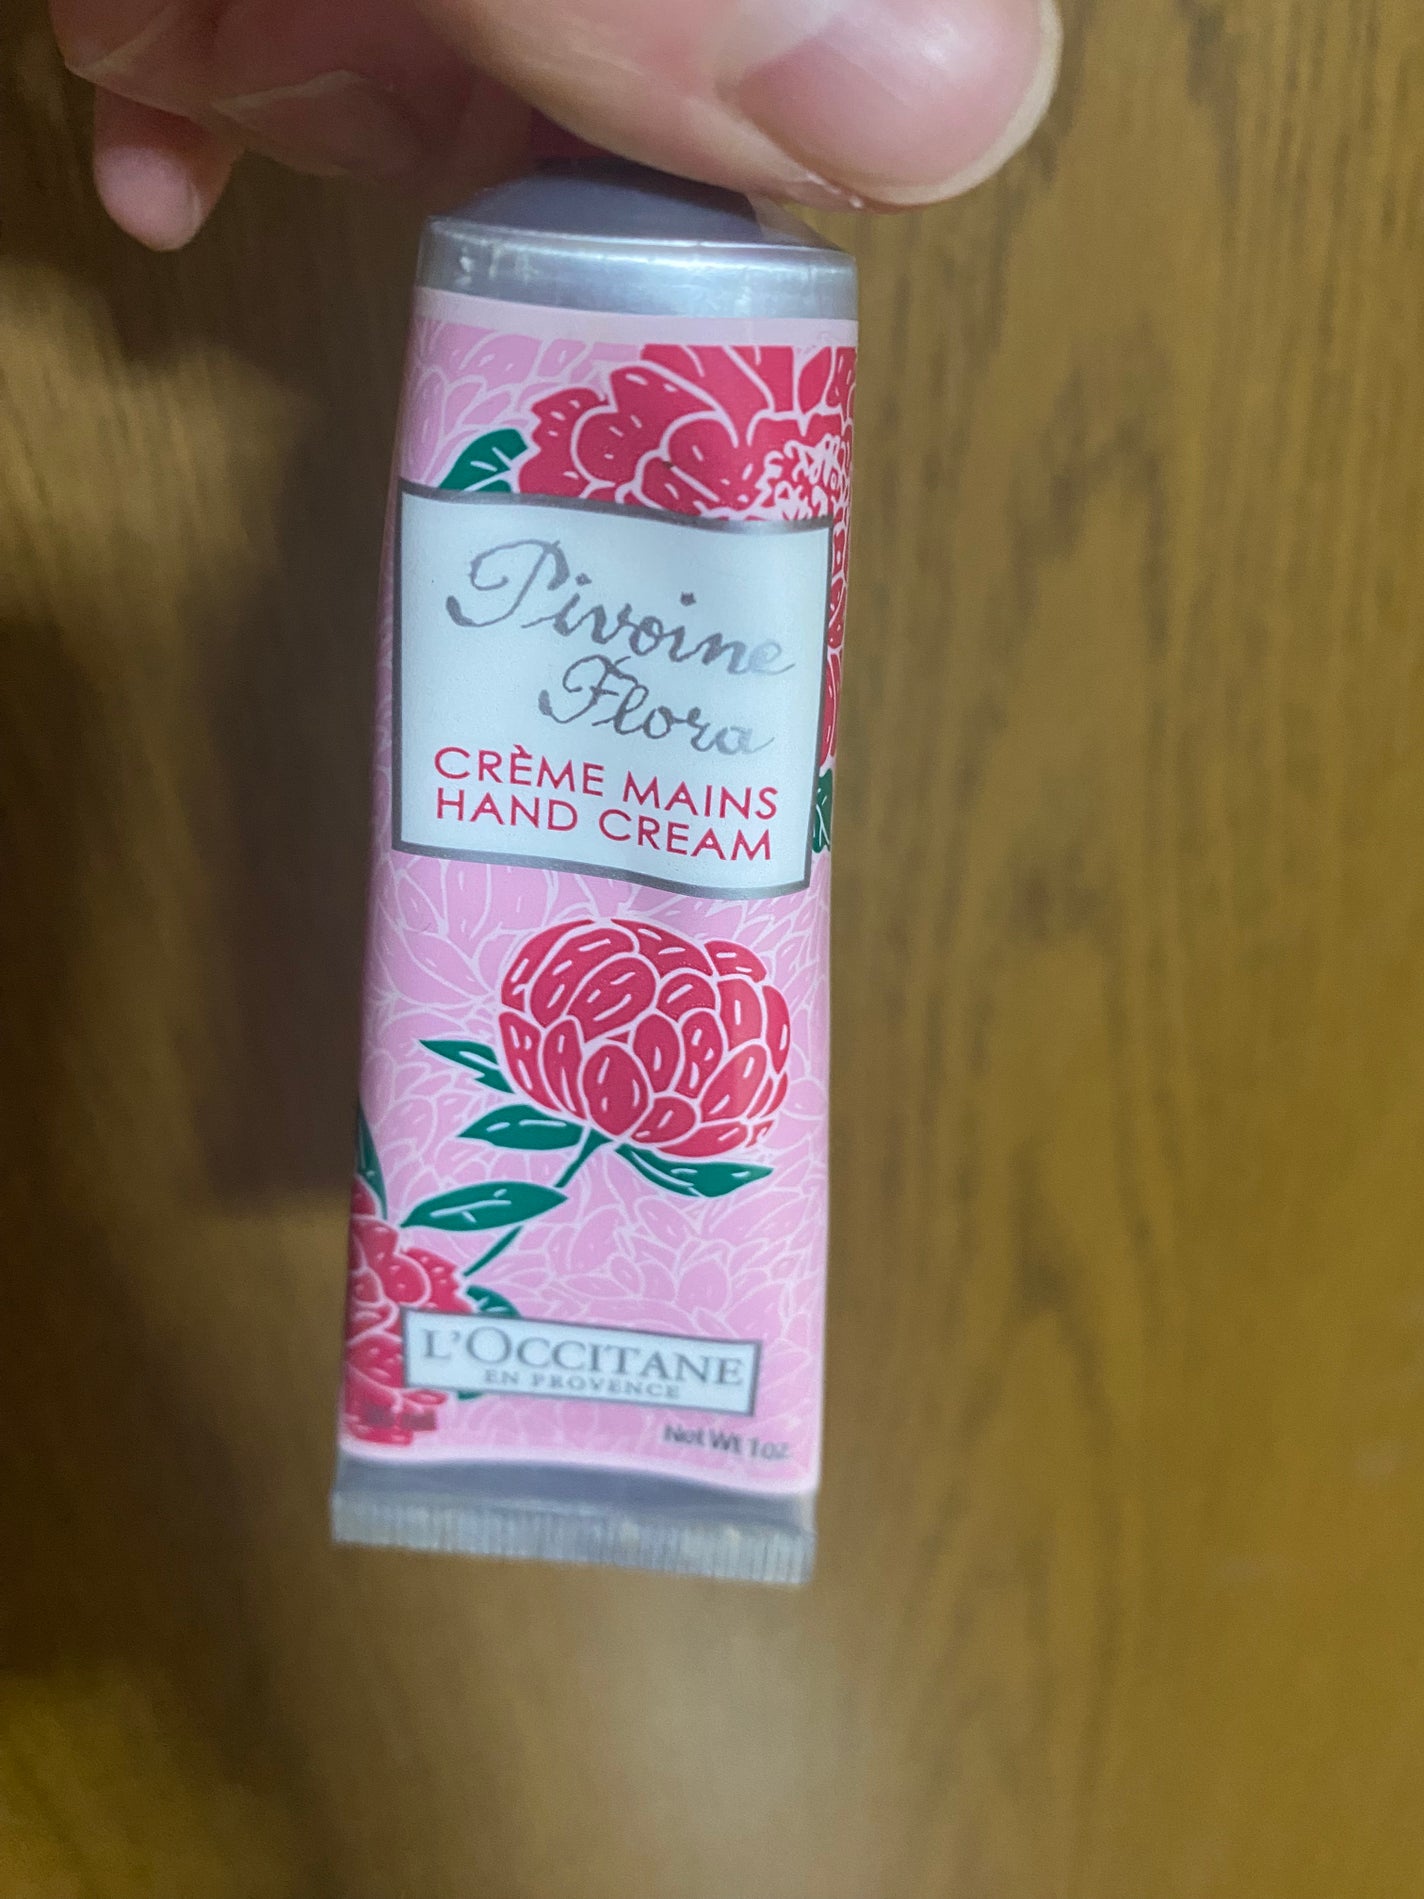 Pivoine
Flora
CRÈME MAINS
HAND CREAM
L'OCCITANE
EN PROVENCE
Net Wt 1oz